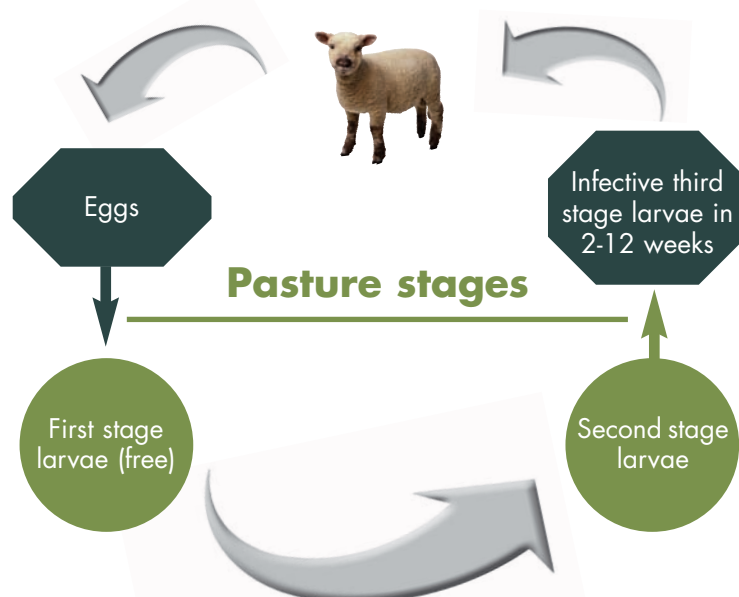 Eggs
Infective third
stage larvae in
2-12 weeks
Pasture stages
First stage
larvae (free)
Second stage
larvae